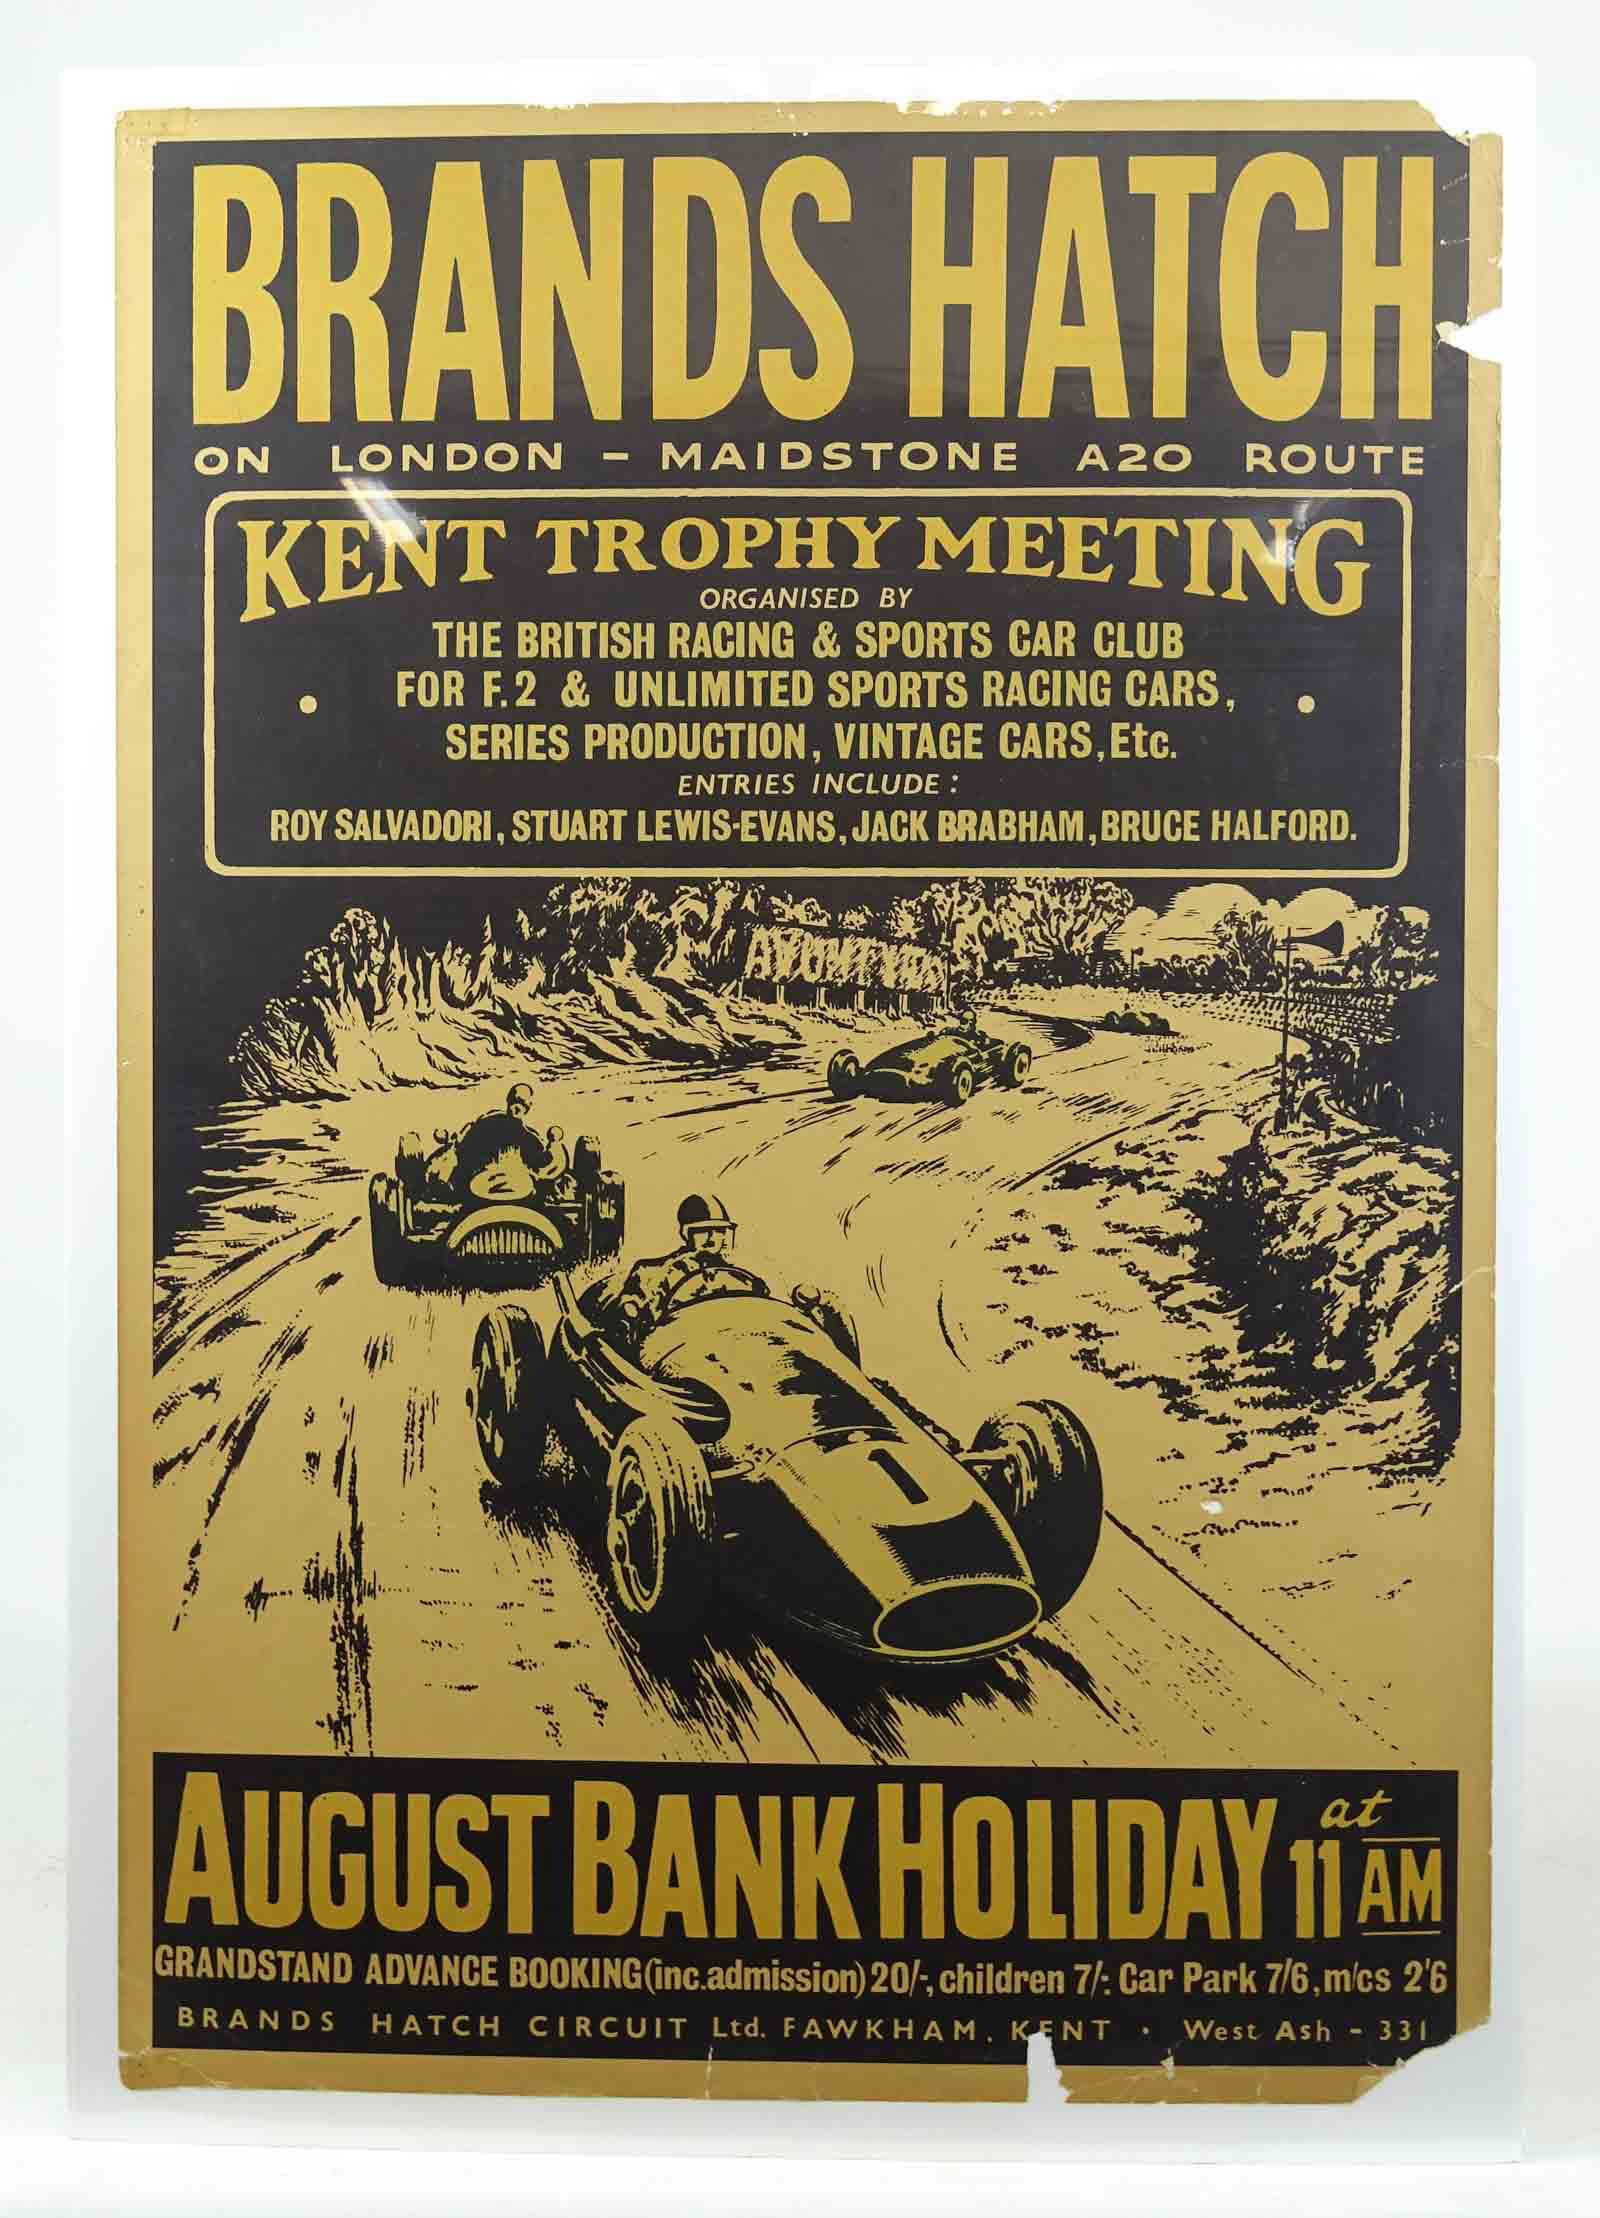 BRANDS HATCH
ON LONDON - MAIDSTONE A20 ROUTE
KENT TROPHY MEETING
ORGANISED BY
THE BRITISH RACING & SPORTS CAR CLUB
FOR F.2 & UNLIMITED SPORTS RACING CARS,
SERIES PRODUCTION, VINTAGE CARS, Etc.
ENTRIES INCLUDE :
ROY SALVADORI, STUART LEWIS-EVANS, JACK BRABHAM, BRUCE HALFORD.
1
AUGUST BANK HOLIDAY at 11 AM
GRANDSTAND ADVANCE BOOKING (inc. admission) 20/-, children 7/-. Car Park 7/6, m/cs 2'6
BRANDS HATCH CIRCUIT Ltd. FAWKHAM. KENT · West Ash - 331